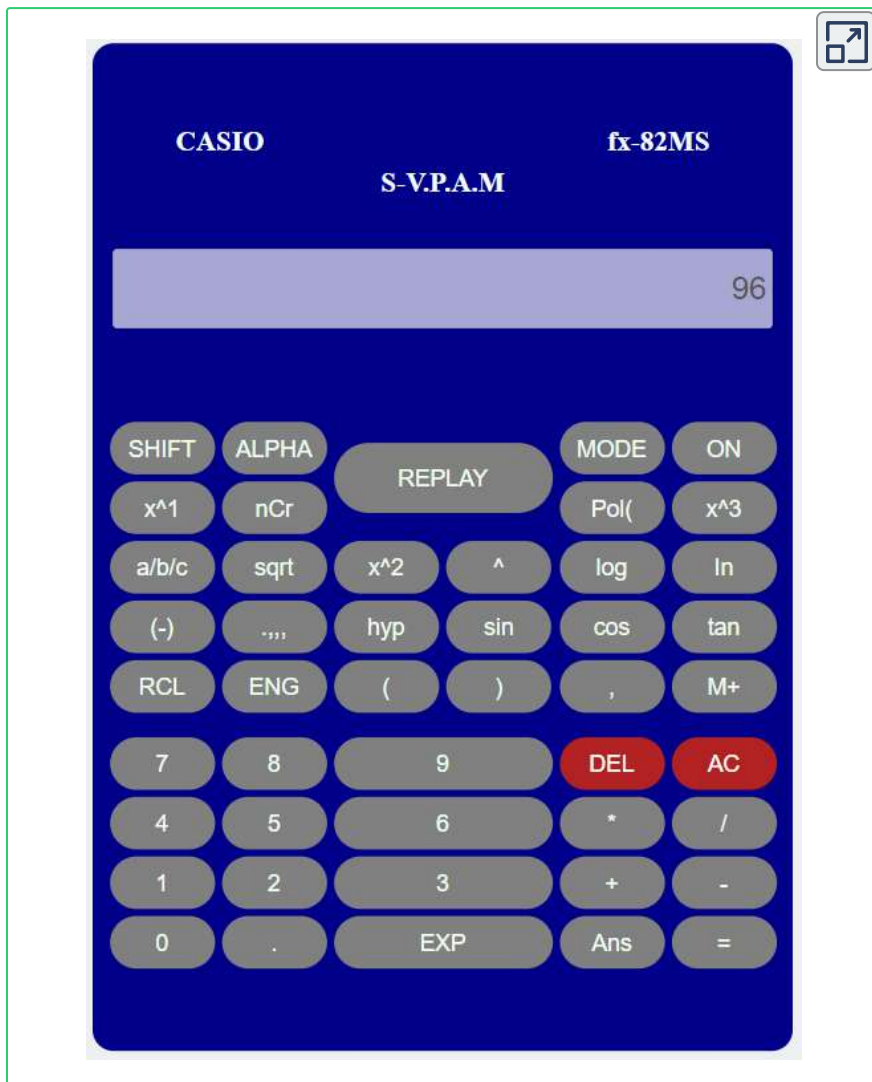 CASIO fx-82MS
S-V.P.A.M
96
SHIFT ALPHA MODE ON
REPLAY
x^1 nCr Pol( x^3
a/b/c sqrt x^2 ^ log In
(-) .,,, hyp sin cos tan
RCL ENG ( ) , M+
7 8 9 DEL AC
4 5 6 * /
1 2 3 + -
0 . EXP Ans =